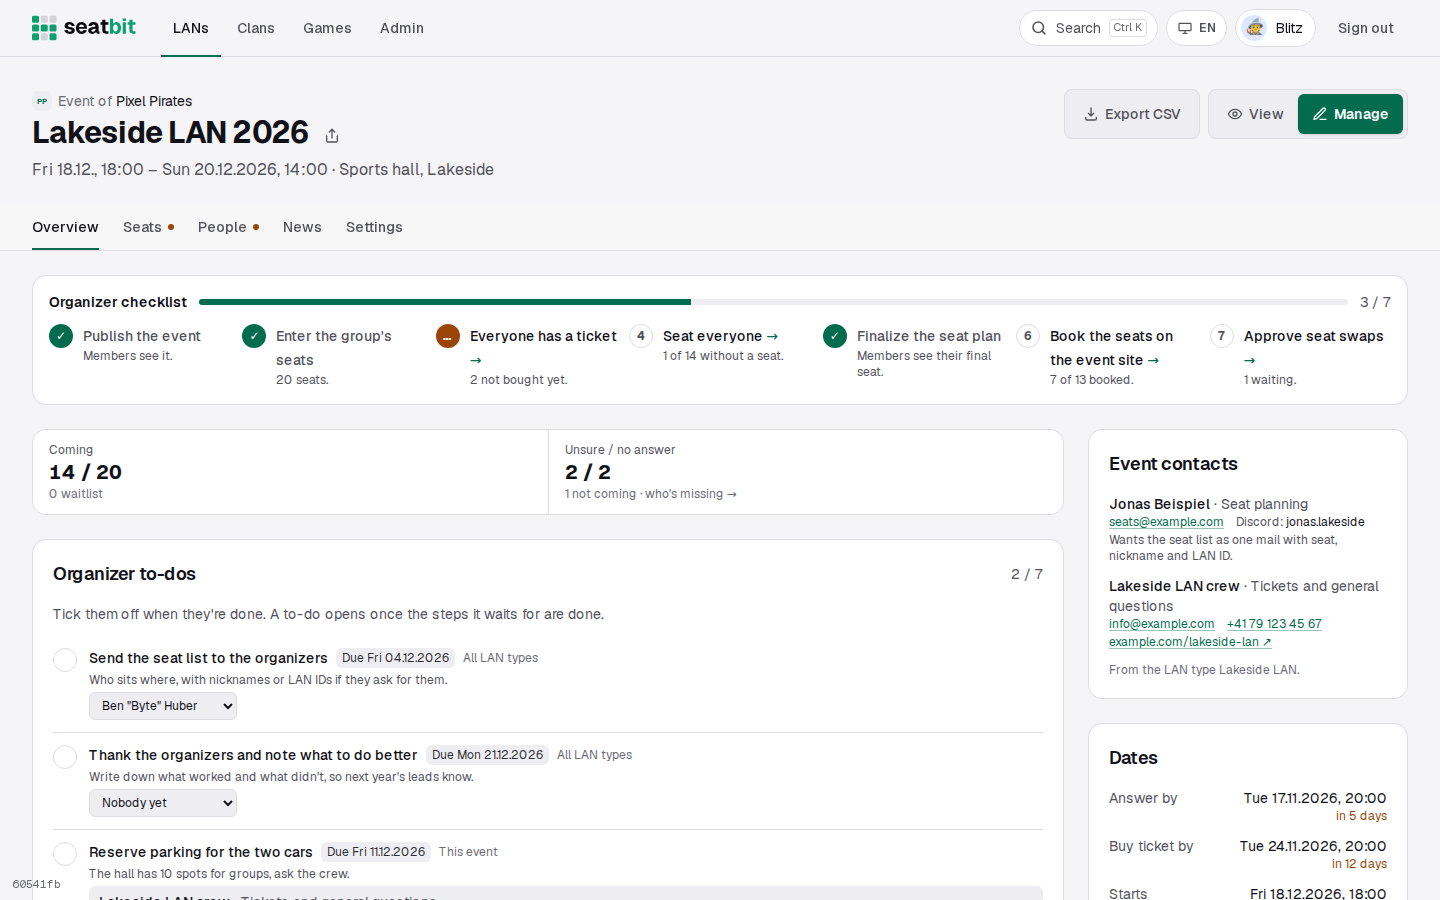 seatbit
LANs
Clans
Games
Admin
Search
Ctrl K
EN
Blitz
Sign out
PP
Event of Pixel Pirates
Lakeside LAN 2026
Fri 18.12., 18:00 – Sun 20.12.2026, 14:00 · Sports hall, Lakeside
Export CSV
View
Manage
Overview
Seats
People
News
Settings
Organizer checklist
3 / 7
✓
Publish the event
Members see it.
✓
Enter the group's
seats
20 seats.
...
Everyone has a ticket
→
2 not bought yet.
4
Seat everyone →
1 of 14 without a seat.
✓
Finalize the seat plan
Members see their final
seat.
6
Book the seats on
the event site →
7 of 13 booked.
7
Approve seat swaps
→
1 waiting.
Coming
14 / 20
0 waitlist
Unsure / no answer
2 / 2
1 not coming · who's missing →
Organizer to-dos
2 / 7
Tick them off when they're done. A to-do opens once the steps it waits for are done.
Send the seat list to the organizers
Due Fri 04.12.2026
All LAN types
Who sits where, with nicknames or LAN IDs if they ask for them.
Ben "Byte" Huber
Thank the organizers and note what to do better
Due Mon 21.12.2026
All LAN types
Write down what worked and what didn't, so next year's leads know.
Nobody yet
Reserve parking for the two cars
Due Fri 11.12.2026
This event
The hall has 10 spots for groups, ask the crew.
Lakeside LAN crew · Tickets and general questions
Event contacts
Jonas Beispiel · Seat planning
seats@example.com
Discord: jonas.lakeside
Wants the seat list as one mail with seat,
nickname and LAN ID.
Lakeside LAN crew · Tickets and general
questions
info@example.com
+41 79 123 45 67
example.com/lakeside-lan ↗
From the LAN type Lakeside LAN.
Dates
Answer by
Tue 17.11.2026, 20:00
in 5 days
Buy ticket by
Tue 24.11.2026, 20:00
in 12 days
Starts
Fri 18.12.2026, 18:00
60541fb